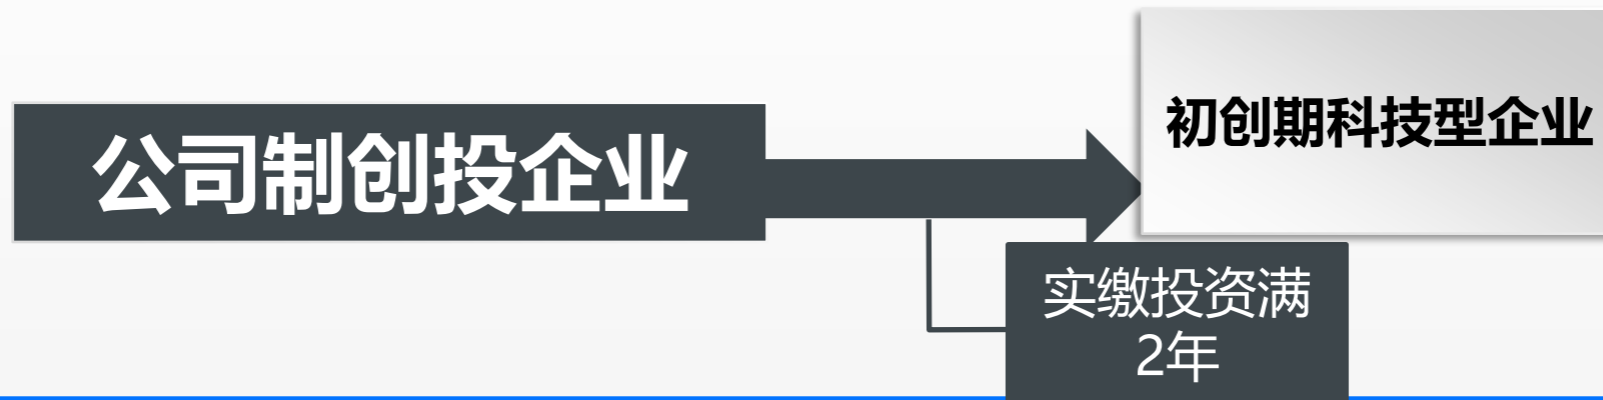 公司制创投企业
初创期科技型企业
实缴投资满
2年